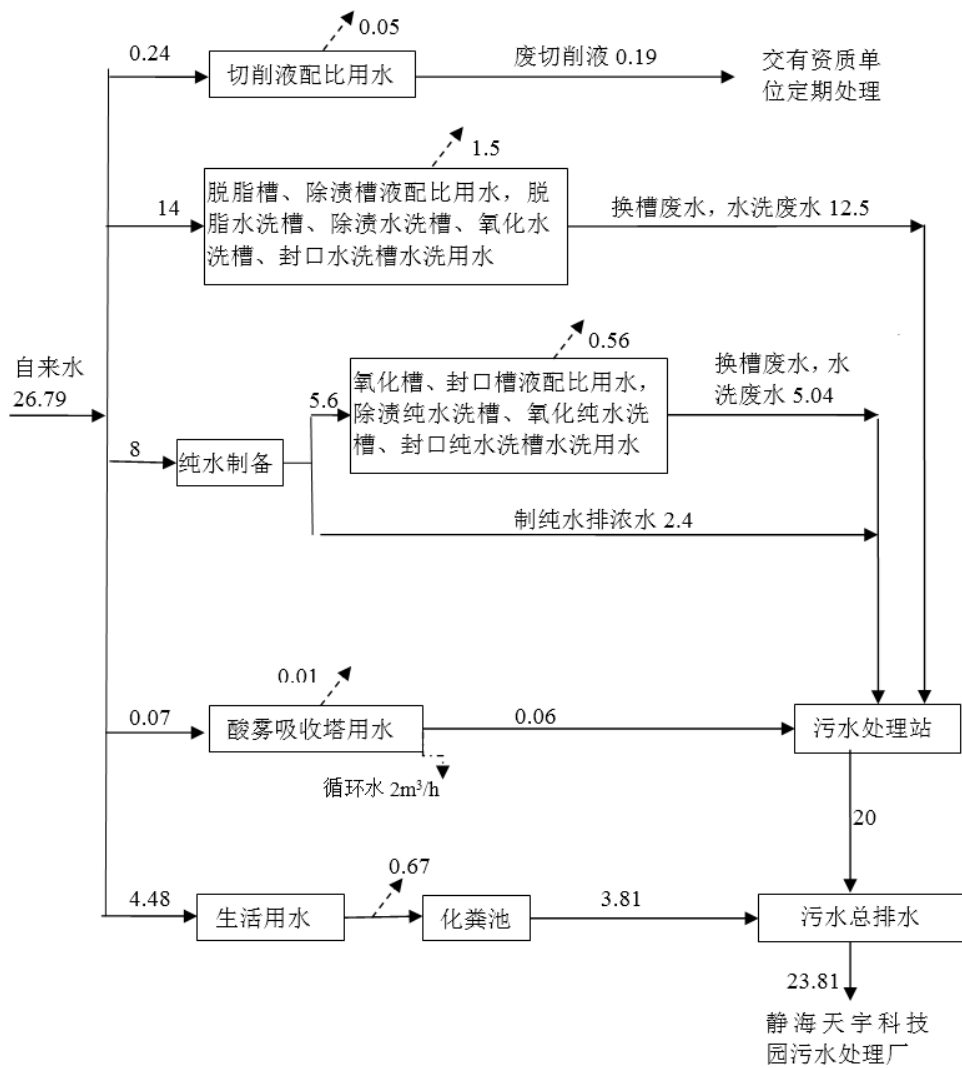 0.05
0.24
切削液配比用水
废切削液 0.19
交有资质单
位定期处理
1.5
14
脱脂槽、除渍槽液配比用水，脱
脂水洗槽、除渍水洗槽、氧化水
洗槽、封口水洗槽水洗用水
换槽废水，水洗废水 12.5
自来水
26.79
0.56
5.6
氧化槽、封口槽液配比用水，
除渍纯水洗槽、氧化纯水洗
槽、封口纯水洗槽水洗用水
换槽废水，水
洗废水 5.04
8
纯水制备
制纯水排浓水 2.4
0.01
0.07
酸雾吸收塔用水
0.06
污水处理站
循环水 2m³/h
20
0.67
4.48
生活用水
化粪池
3.81
污水总排水
23.81
静海天宇科技
园污水处理厂